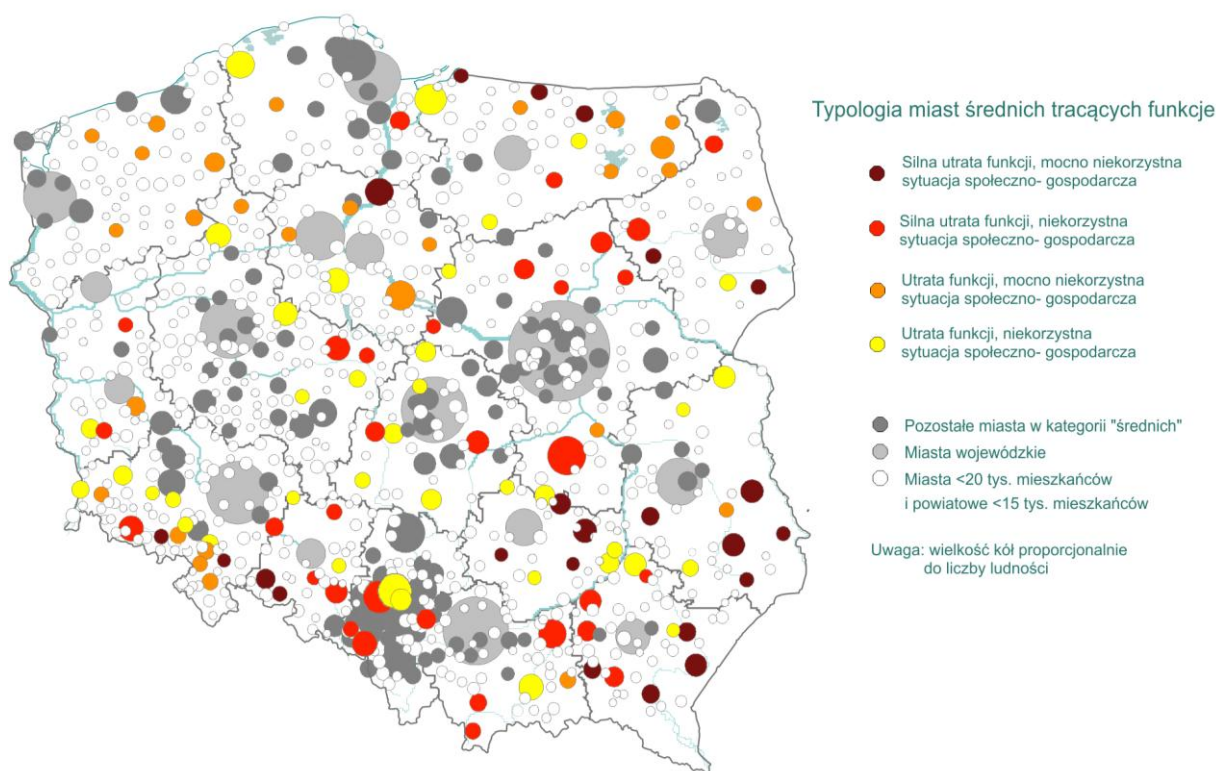 Typologia miast średnich tracących funkcje
Silna utrata funkcji, mocno niekorzystna
sytuacja społeczno- gospodarcza
Silna utrata funkcji, niekorzystna
sytuacja społeczno- gospodarcza
Utrata funkcji, mocno niekorzystna
sytuacja społeczno- gospodarcza
Utrata funkcji, niekorzystna
sytuacja społeczno- gospodarcza
Pozostałe miasta w kategorii "średnich"
Miasta wojewódzkie
Miasta <20 tys. mieszkańców
i powiatowe <15 tys. mieszkańców
Uwaga: wielkość kół proporcjonalnie
do liczby ludności